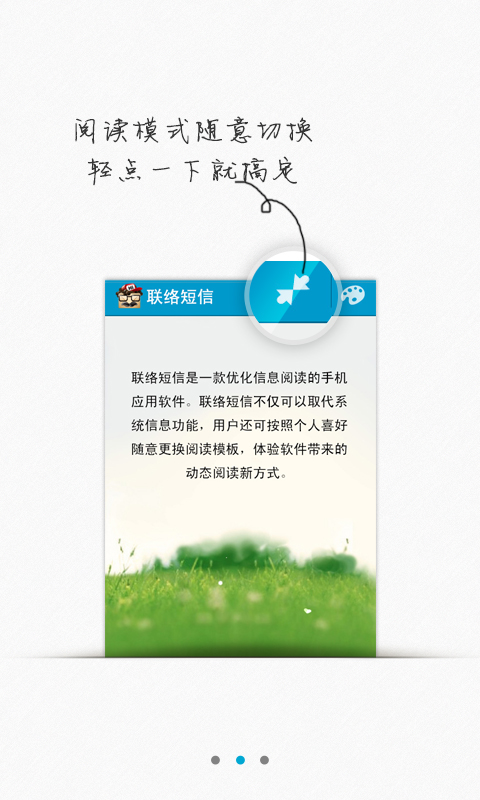 阅读模式随意切换
轻点一下就搞定
联络短信
联络短信是一款优化信息阅读的手机
应用软件。联络短信不仅可以取代系
统信息功能，用户还可按照个人喜好
随意更换阅读模板，体验软件带来的
动态阅读新方式。